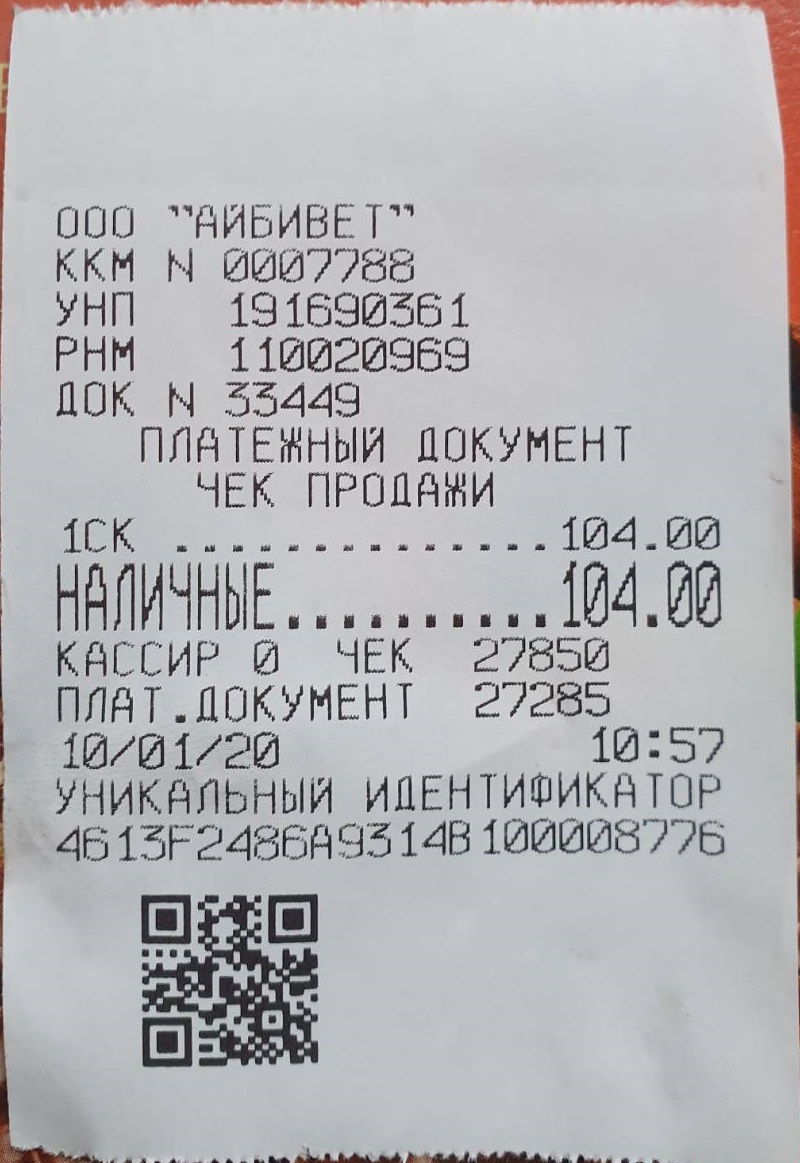 ООО "АЙБИВЕТ"
ККМ N 0007788
УНП 191690361
РНМ 110020969
ДОК N 33449
ПЛАТЕЖНЫЙ ДОКУМЕНТ
ЧЕК ПРОДАЖИ
1СК ..............104.00
НАЛИЧНЫЕ..........104.00
КАССИР 0 ЧЕК 27850
ПЛАТ.ДОКУМЕНТ 27285
10/01/20 10:57
УНИКАЛЬНЫЙ ИДЕНТИФИКАТОР
4613F2486A9314B100008776